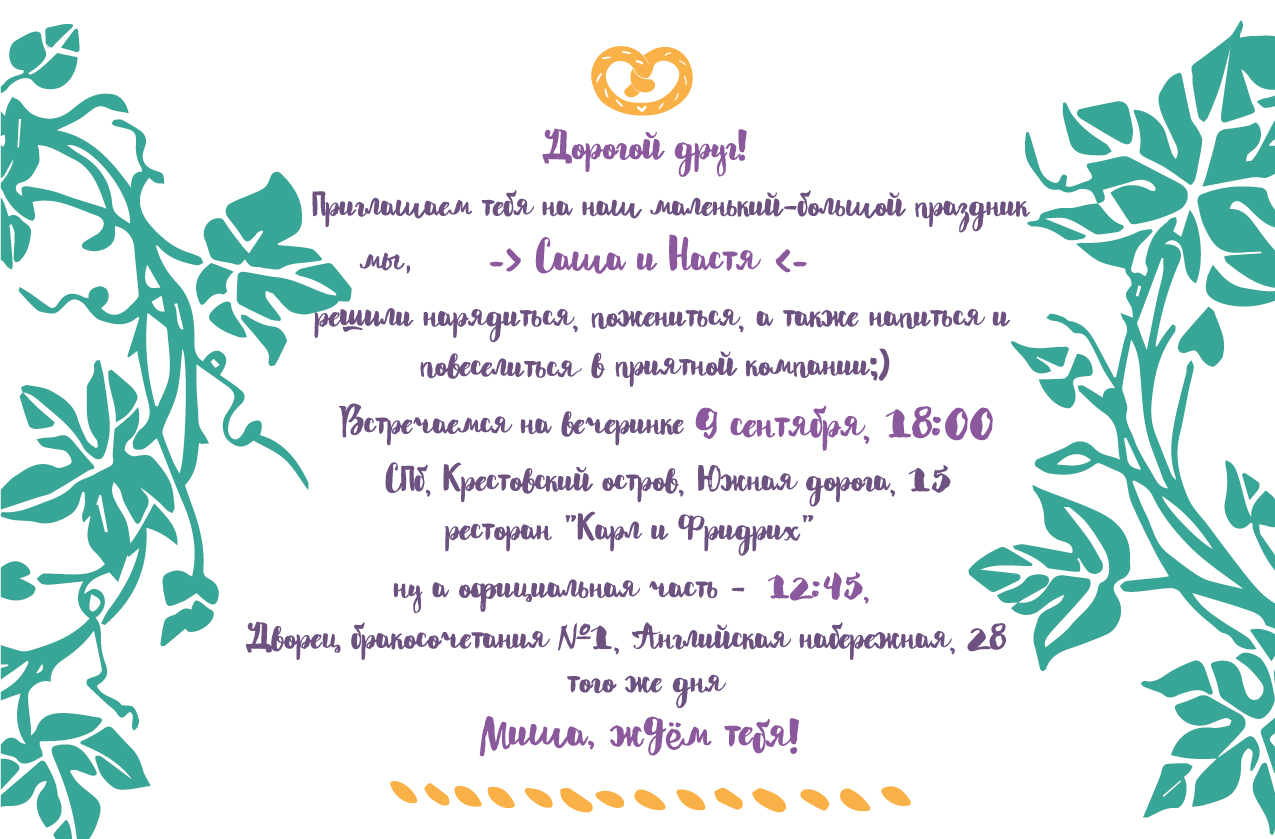 Дорогой друг!
Приглашаем тебя на наш маленький-большой праздник
мы, -> Саша и Настя <-
решили нарядиться, пожениться, а также напиться и
повеселиться в приятной компании;)
Встречаемся на вечеринке 9 сентября, 18:00
СПб, Крестовский остров, Южная дорога, 15
ресторан "Карл и Фридрих"
ну а официальная часть - 12:45,
Дворец бракосочетания №1, Английская набережная, 28
того же дня
Миша, ждём тебя!